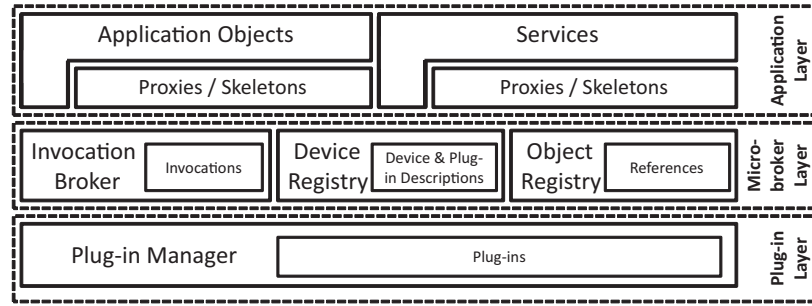 Application Objects
Services
Proxies / Skeletons
Proxies / Skeletons
Application
Layer
Invocation
Broker
Invocations
Device
Registry
Device & Plug-
in Descriptions
Object
Registry
References
Micro-
broker
Layer
Plug-in Manager
Plug-ins
Plug-in
Layer